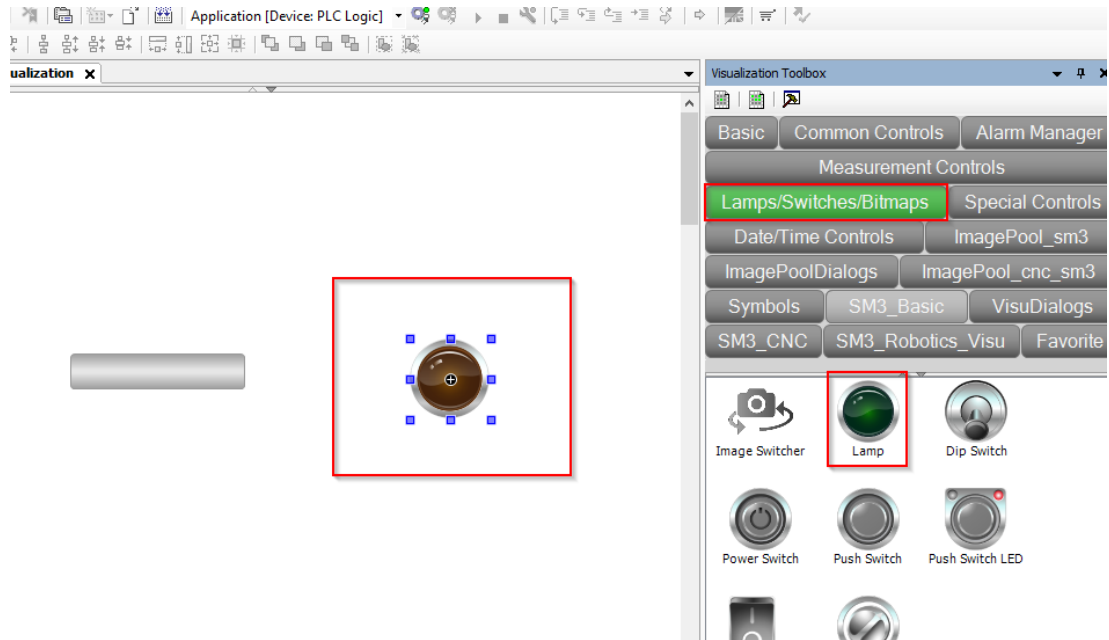 Application [Device: PLC Logic]
ualization x
Visualization Toolbox
Basic Common Controls Alarm Manager
Measurement Controls
Lamps/Switches/Bitmaps Special Controls
Date/Time Controls ImagePool_sm3
ImagePoolDialogs ImagePool_cnc_sm3
Symbols SM3_Basic VisuDialogs
SM3_CNC SM3_Robotics_Visu Favorite
Image Switcher Lamp Dip Switch
Power Switch Push Switch Push Switch LED